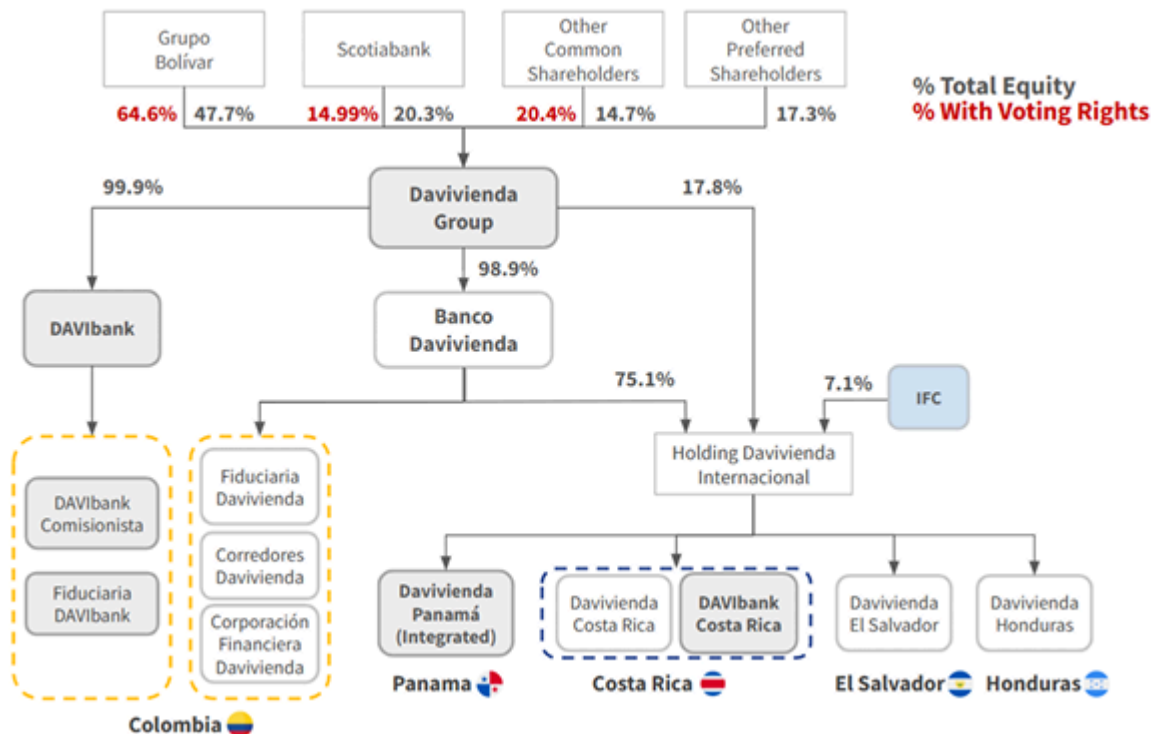 Grupo
Bolívar
Scotiabank
Other
Common
Shareholders
Other
Preferred
Shareholders
% Total Equity
% With Voting Rights
64.6% 47.7%
14.99% 20.3%
20.4% 14.7%
17.3%
99.9%
Davivienda
Group
17.8%
98.9%
DAVIbank
Banco
Davivienda
75.1%
7.1%
IFC
Holding Davivienda
Internacional
DAVIbank
Comisionista
Fiduciaria
DAVIbank
Fiduciaria
Davivienda
Corredores
Davivienda
Corporación
Financiera
Davivienda
Davivienda
Panamá
(Integrated)
Davivienda
Costa Rica
DAVIbank
Costa Rica
Davivienda
El Salvador
Davivienda
Honduras
Panama
Costa Rica
El Salvador
Honduras
Colombia